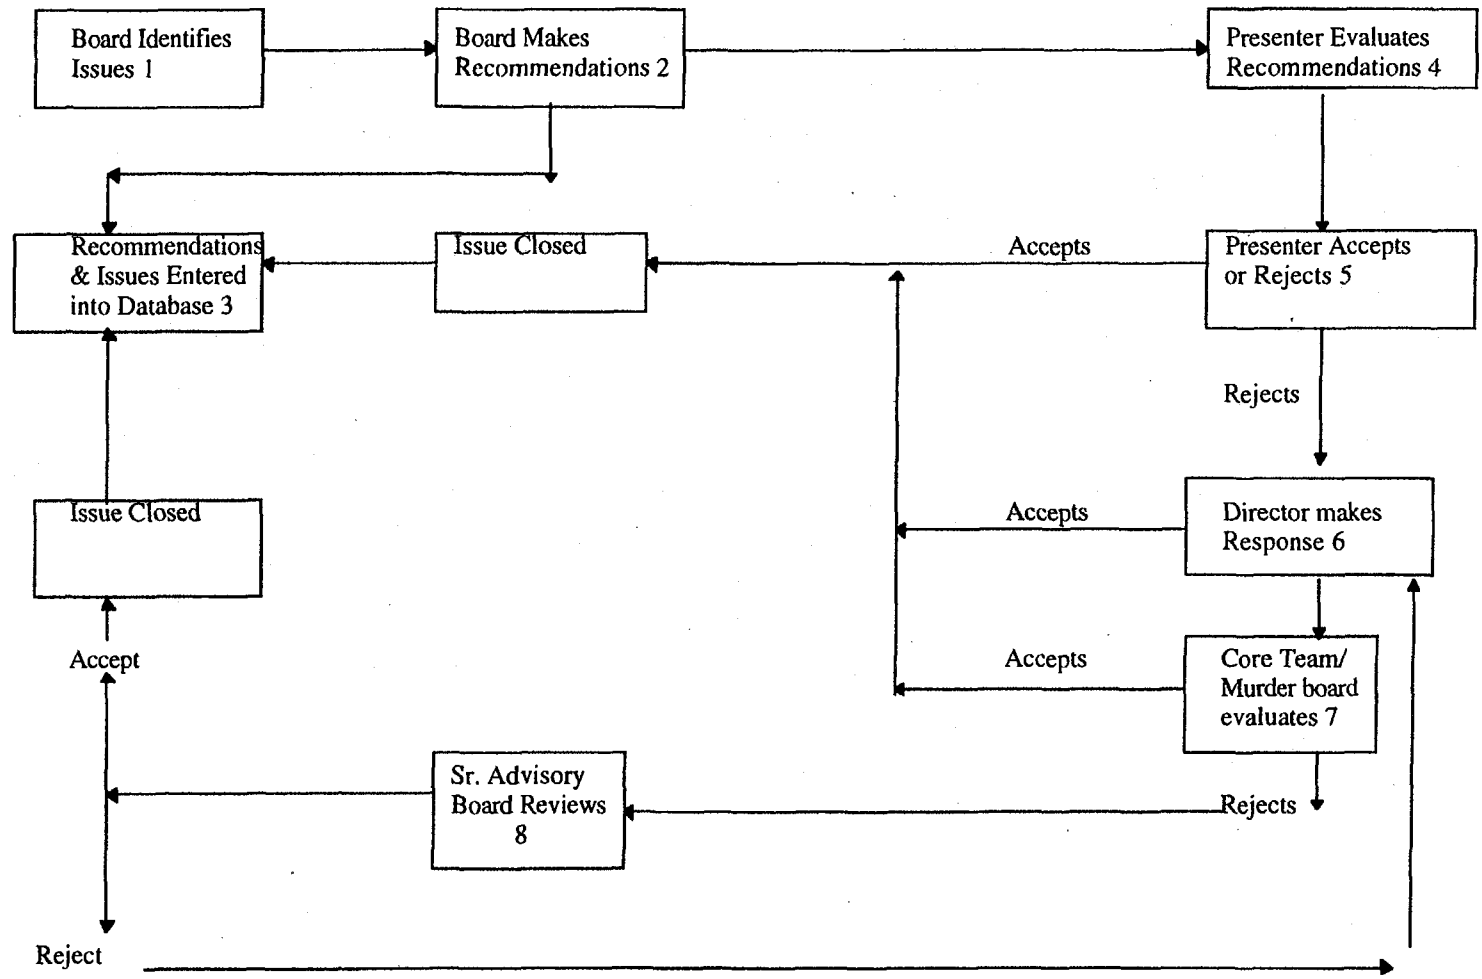 Board Identifies
Issues 1
Board Makes
Recommendations 2
Presenter Evaluates
Recommendations 4
Recommendations
& Issues Entered
into Database 3
Issue Closed
Accepts
Presenter Accepts
or Rejects 5
Rejects
Issue Closed
Accepts
Director makes
Response 6
Accept
Accepts
Core Team/
Murder board
evaluates 7
Sr. Advisory
Board Reviews
8
Rejects
Reject